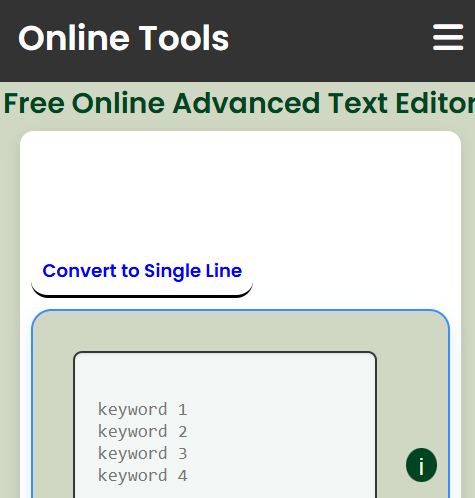 Online Tools
Free Online Advanced Text Editor
Convert to Single Line
keyword 1
keyword 2
keyword 3
i
keyword 4